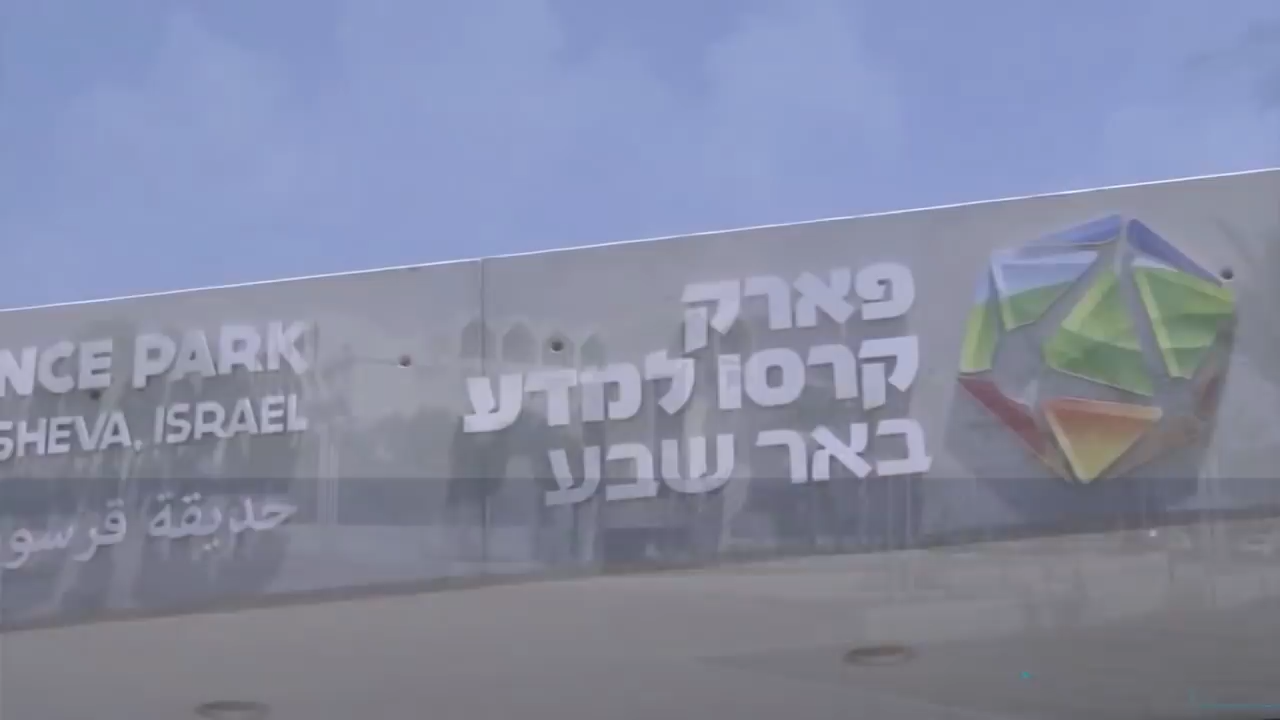 פארק
קרסו למדע
באר שבע
NCE PARK
SHEVA, ISRAEL
حديقة قرسو